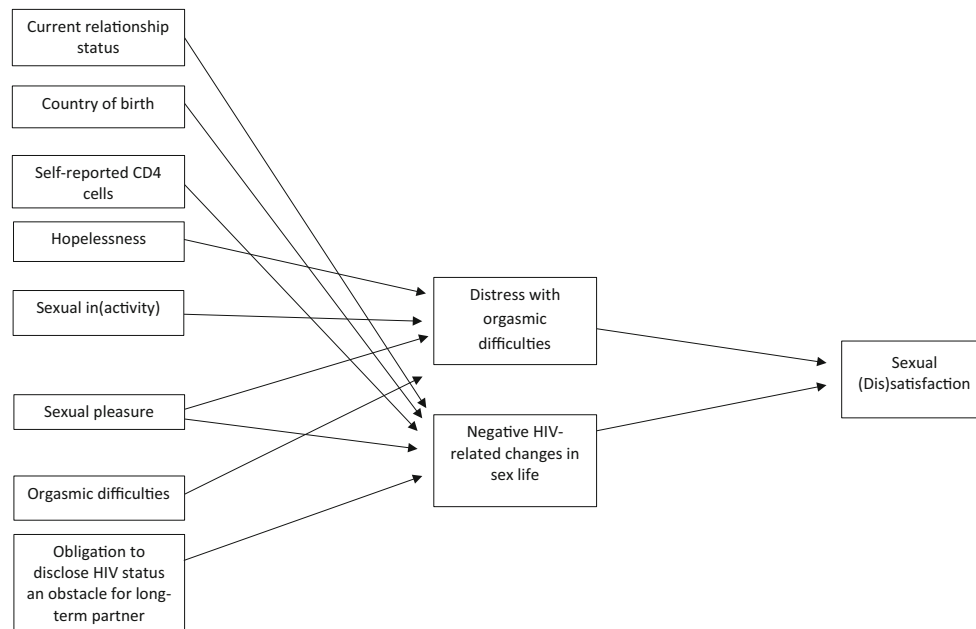 Current relationship
status
Country of birth
Self-reported CD4
cells
Hopelessness
Sexual in(activity)
Sexual pleasure
Orgasmic difficulties
Obligation to
disclose HIV status
an obstacle for long-
term partner
Distress with
orgasmic
difficulties
Negative HIV-
related changes in
sex life
Sexual
(Dis)satisfaction